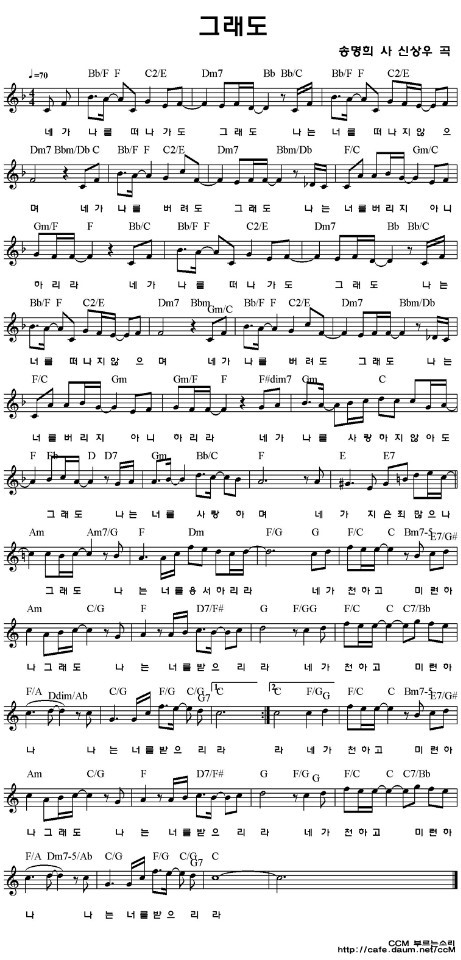 그래도
송명희 사 신상우 곡
♩=70 Bb/F F C2/E Dm7 Bb Bb/C Bb/F F C2/E
네가 나를 떠나가도 그래도 나는 너를 떠나지않으
Dm7 Bbm/Db C Bb/F F C2/E Dm7 Bbm/Db F/C Gm/C
며 네가 나를 버려도 그래도 나는 너를버리지 아니
Gm/F F Bb/C Bb/F F C2/E Dm7 Bb Bb/C
하리라 네가 나를 떠나가도 그래도 나는
Bb/F F C2/E Dm7 Bbm Gm/C Bb/F F C2/E Dm7 Bbm/Db
너를 떠나지않으며 네가 나를 버려도 그래도 나는
F/C Gm Gm/F F F#dim7 Gm C
너를버리지 아니 하리라 네가 나를 사랑하지않아도
F D D7 Gm Bb/C F E E7
그래도 나는 너를 사랑하며 네가 지은죄많으나
Am Am7/G F Dm F/G G F/C C Bm7-5 E7/G#
그래도 나는 너를용서하리라 네가 천하고 미련하
Am C/G F D7/F# G F/G G F/C C C7/Bb
나그래도 나는 너를받으리라 네가 천하고 미련하
F/A Ddim/Ab C/G F/G C/G G7 1 C 2 C F/G G F/C C Bm7-5 E7/G#
나 나는 너를받으리라 라 네가 천하고 미련하
Am C/G F D7/F# G F/G G F/C C C7/Bb
나그래도 나는 너를받으리라 네가 천하고 미련하
F/A Dm7-5/Ab C/G F/G C/G G7 C
나 나는 너를받으리라
CCM 부르는소리
http://cafe.daum.net/ccM